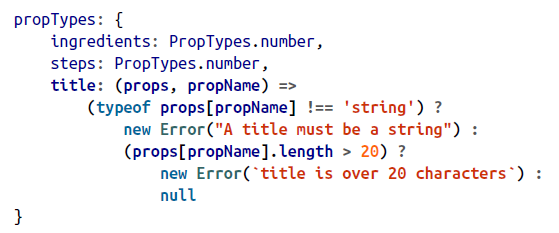 propTypes: {
    ingredients: PropTypes.number,
    steps: PropTypes.number,
    title: (props, propName) =>
        (typeof props[propName] !== 'string') ?
            new Error("A title must be a string") :
            (props[propName].length > 20) ?
                new Error(`title is over 20 characters`) :
                null
}